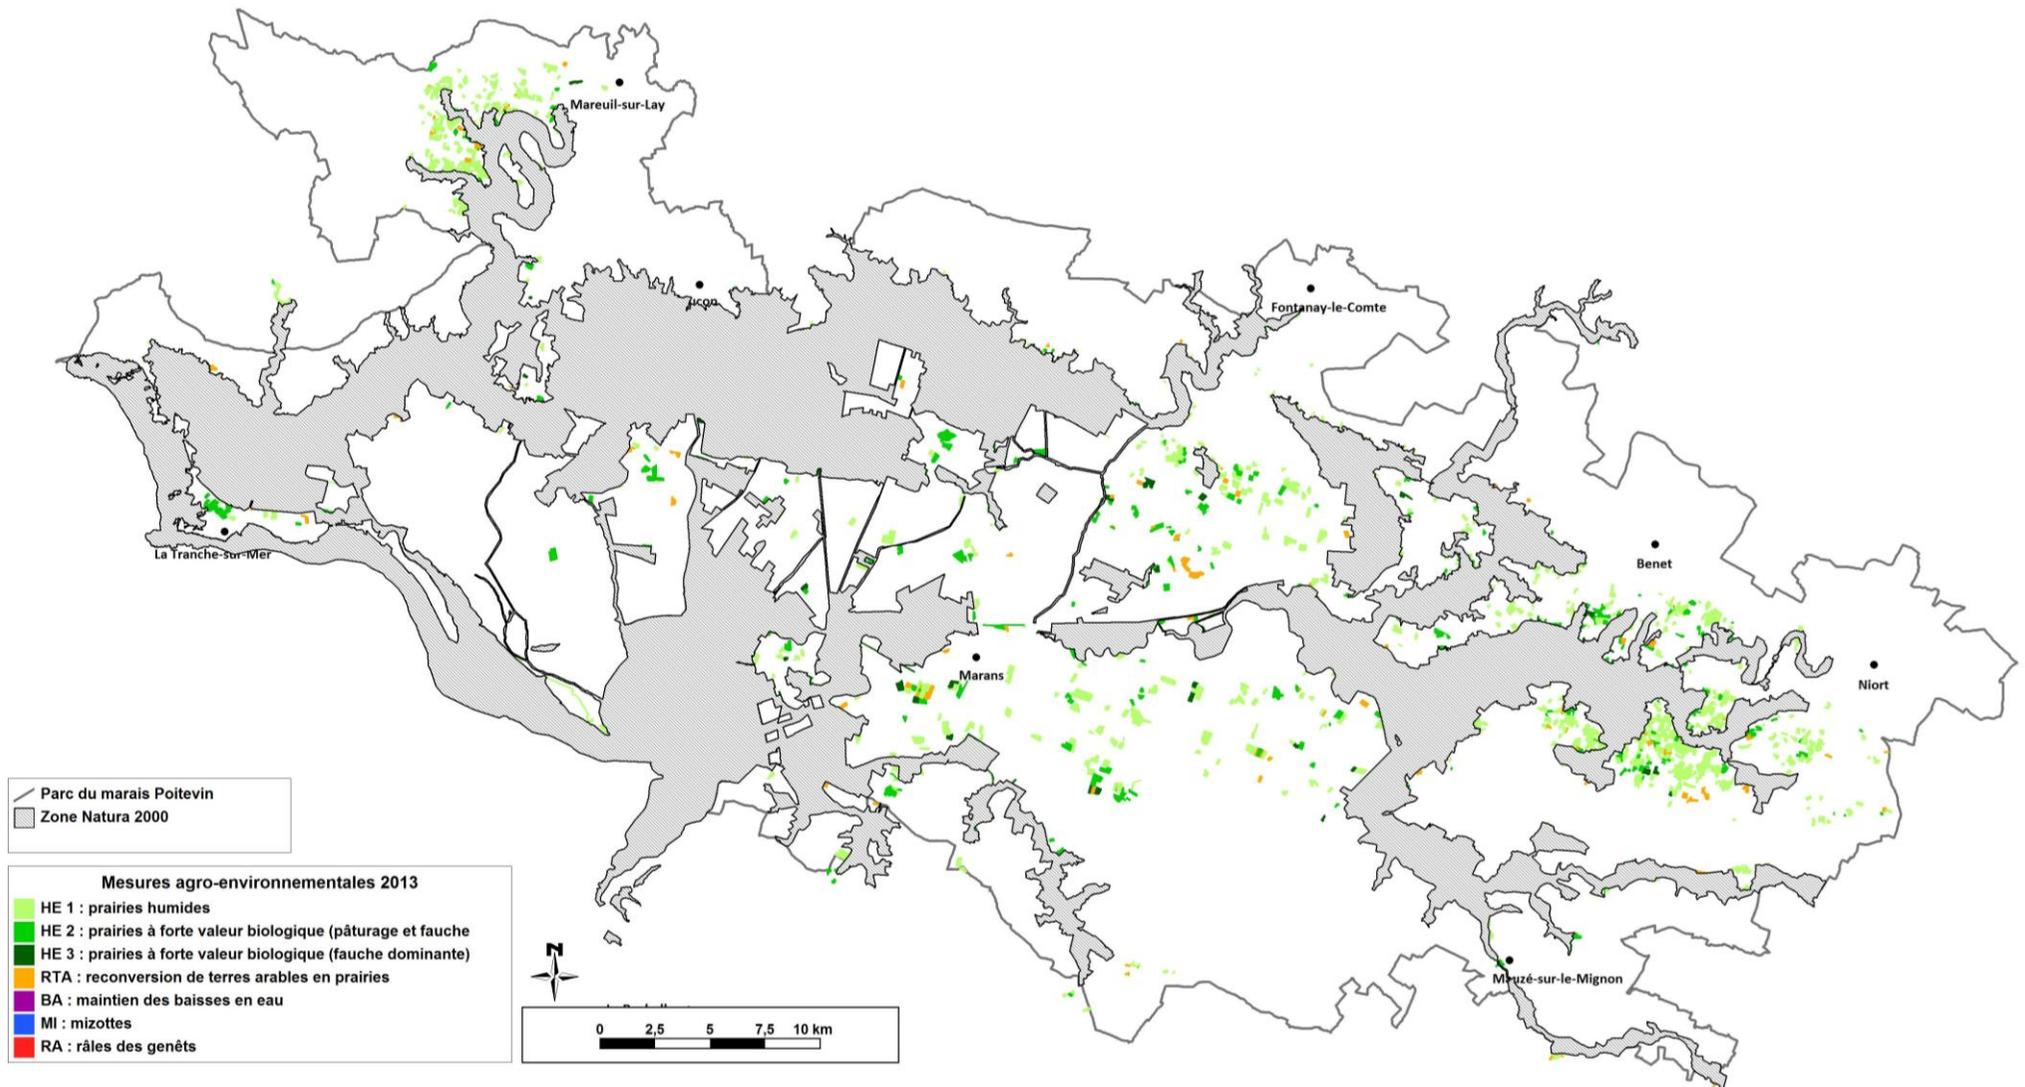 Mareuil-sur-Lay
Fontanay-le-Comte
La Tranche-sur-Mer
Benet
Marans
Niort
Parc du marais Poitevin
Zone Natura 2000
Mesures agro-environnementales 2013
HE 1 : prairies humides
HE 2 : prairies à forte valeur biologique (pâturage et fauche
HE 3 : prairies à forte valeur biologique (fauche dominante)
RTA : reconversion de terres arables en prairies
BA : maintien des baisses en eau
MI : mizottes
RA : râles des genêts
N
Mauzé-sur-le-Mignon
0 2,5 5 7,5 10 km